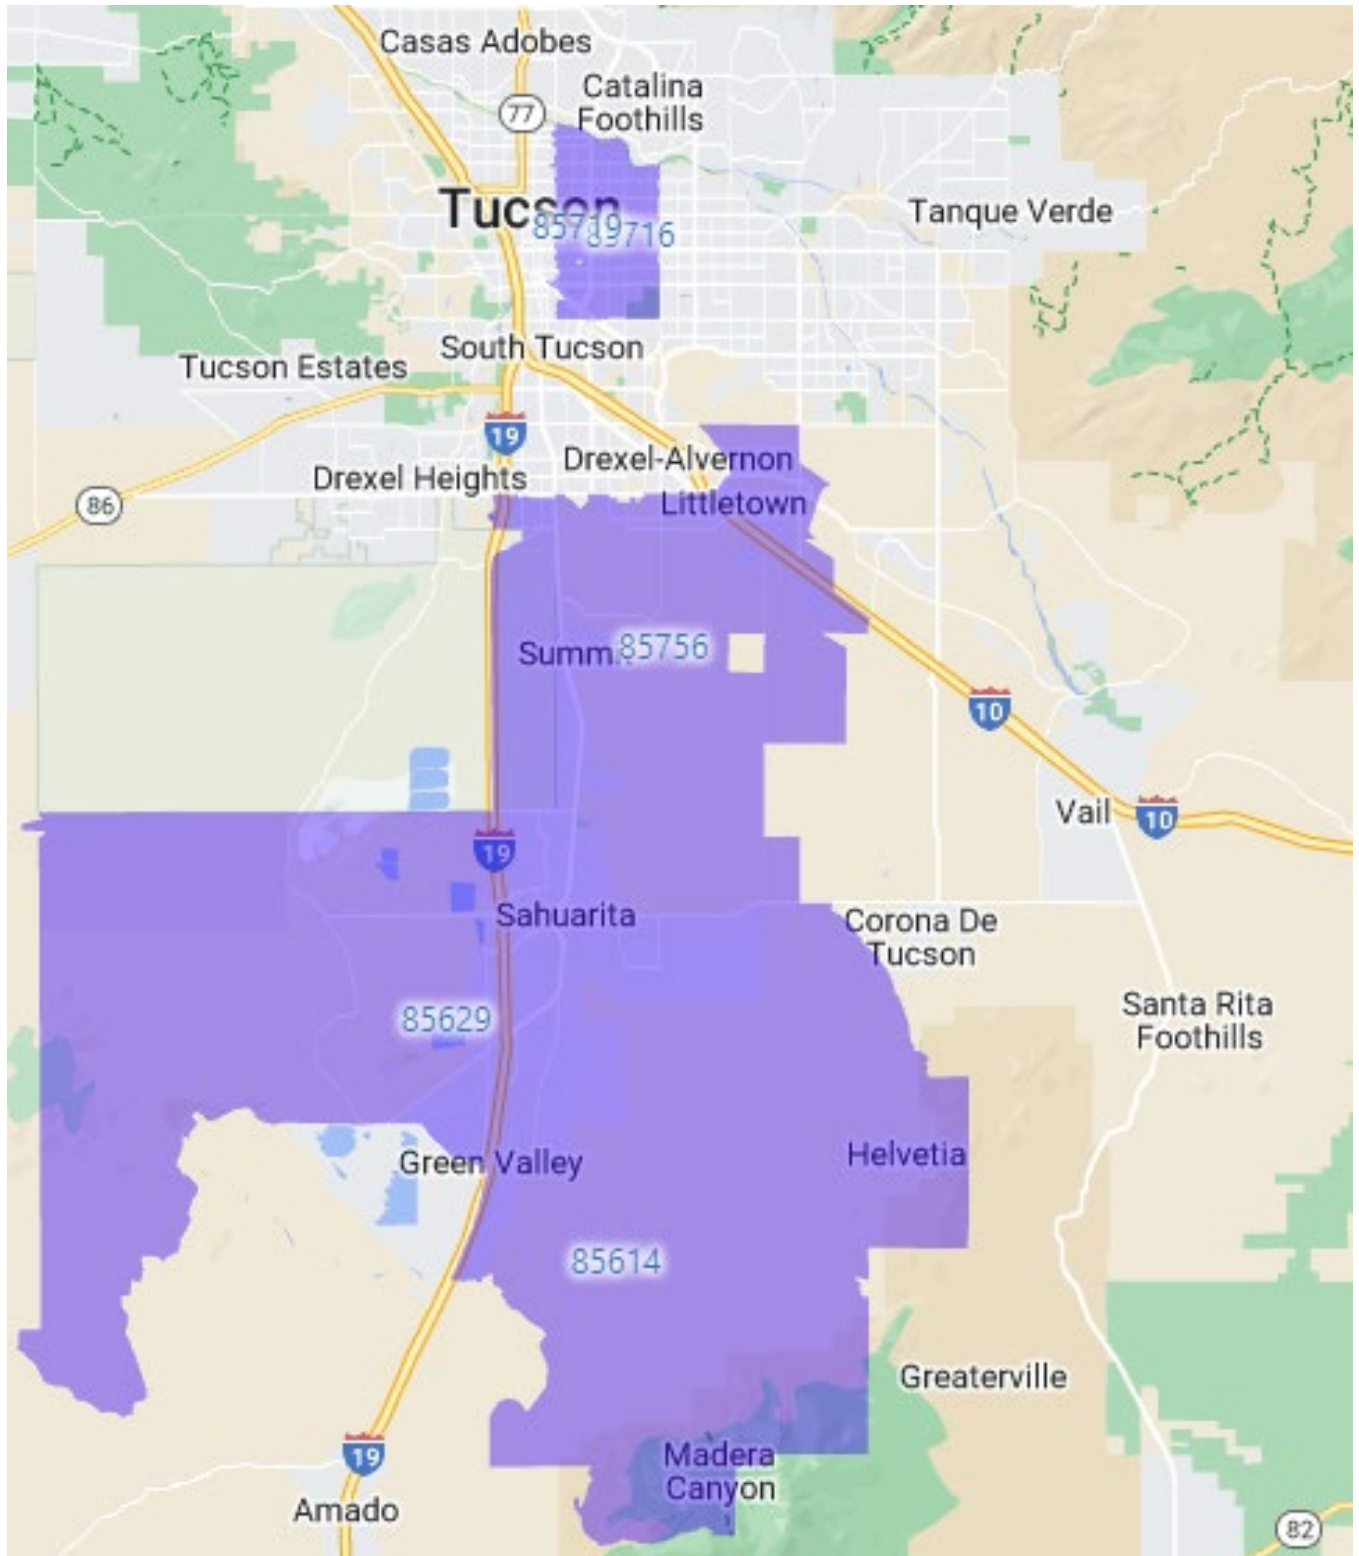 Casas Adobes
Catalina
Foothills
77
Tucson
85719
85716
Tanque Verde
South Tucson
Tucson Estates
19
Drexel-Alvernon
Drexel Heights
Littletown
86
85756
10
Vail
10
19
Sahuarita
Corona De
Tucson
85629
Santa Rita
Foothills
Green Valley
Helvetia
85614
Greaterville
Madera
Canyon
19
Amado
82